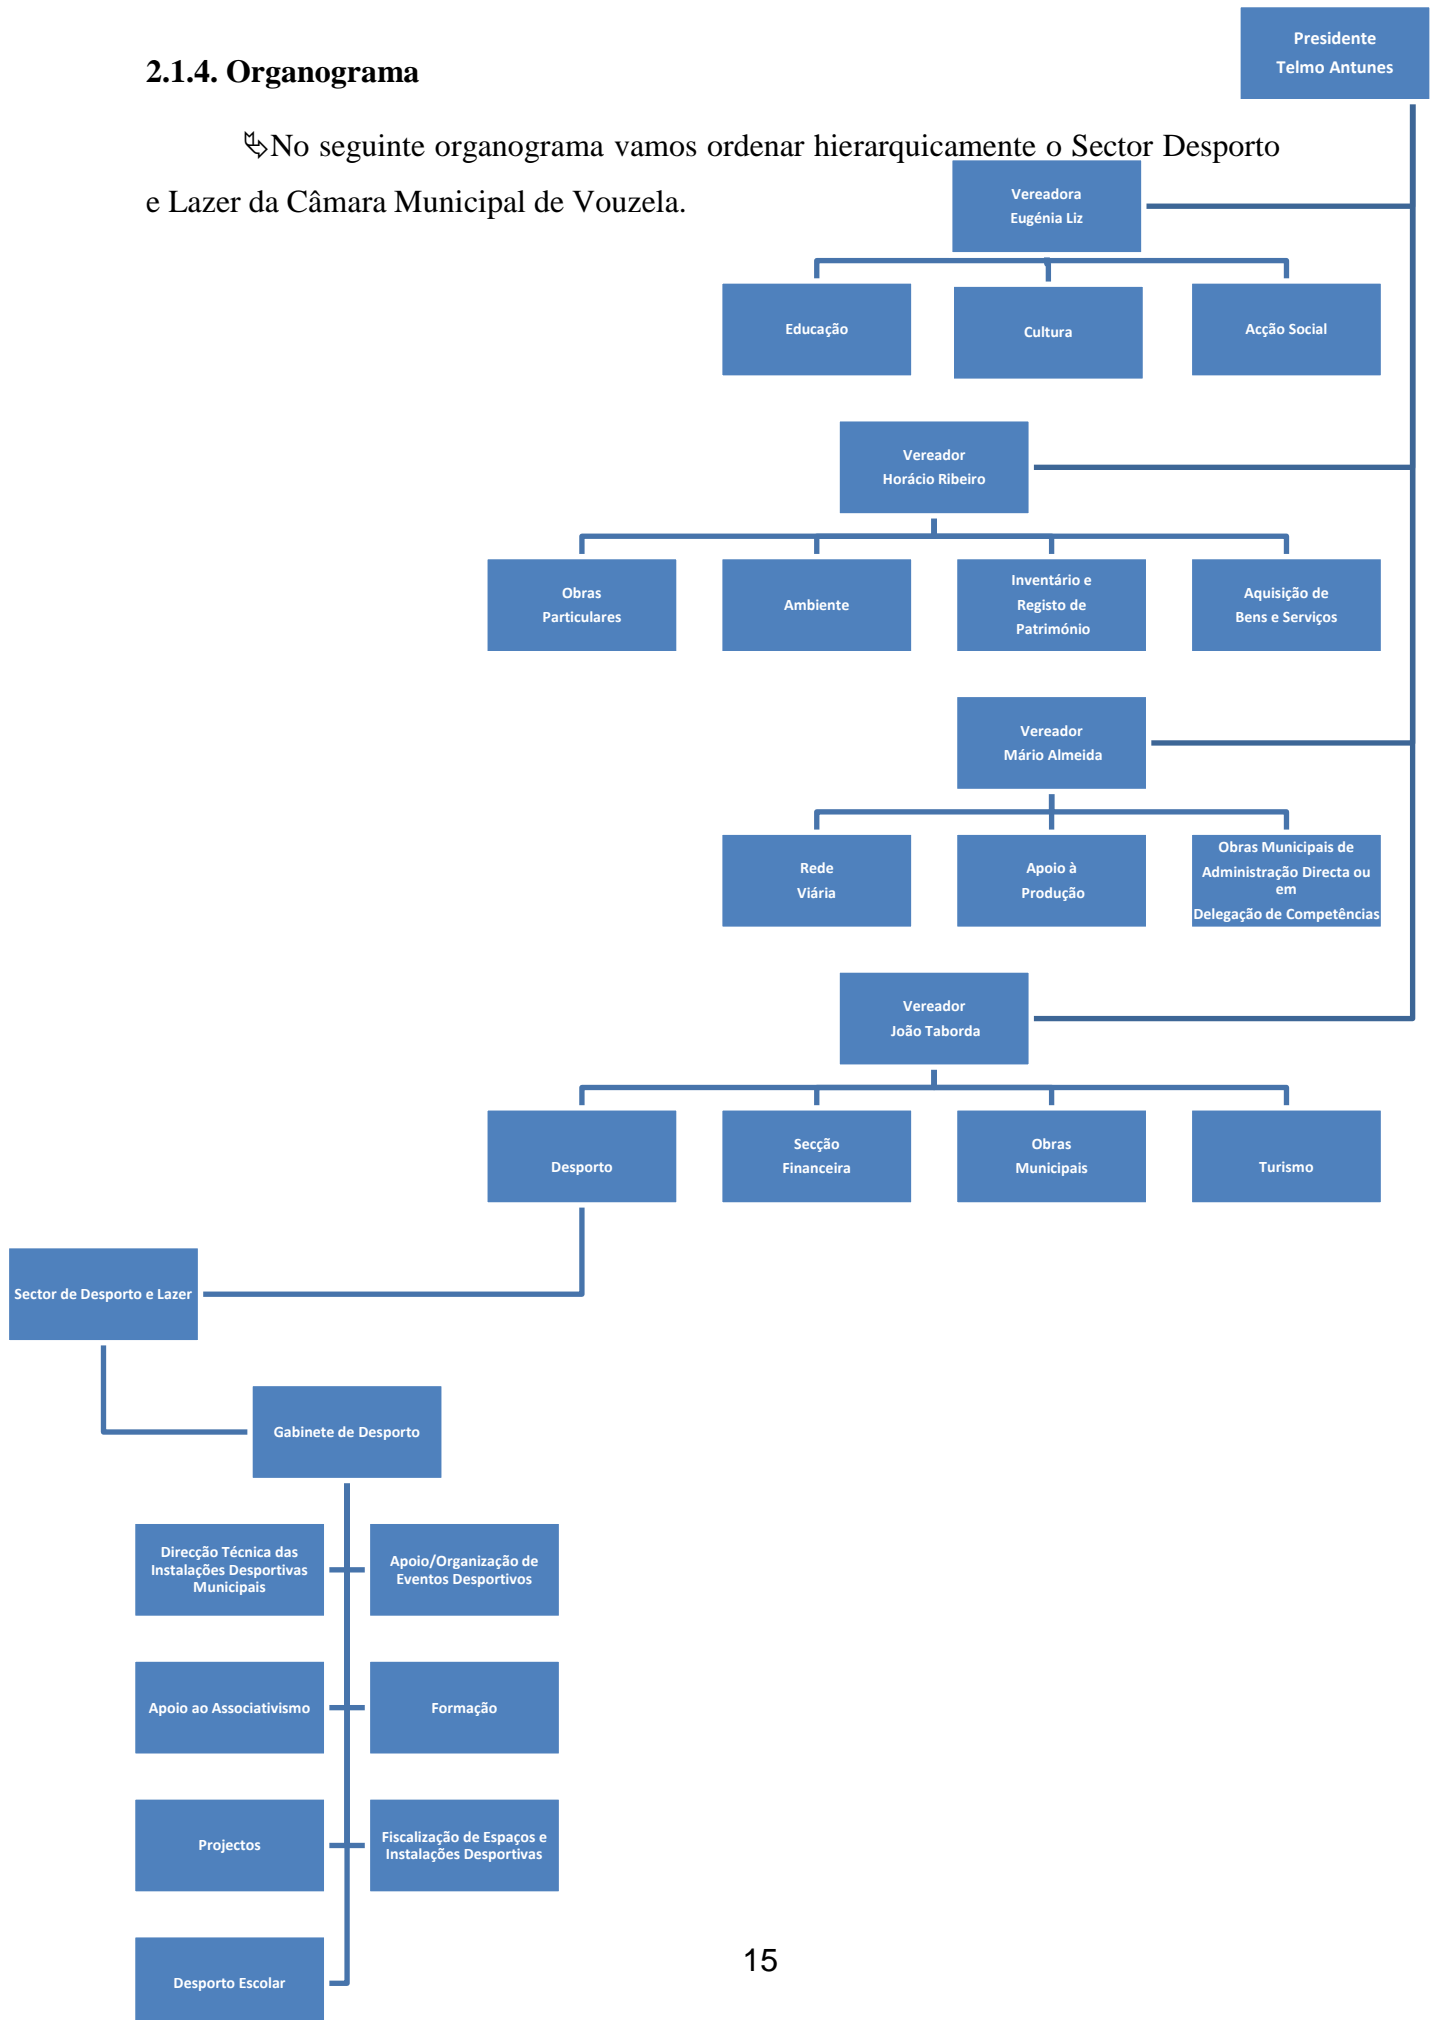 Presidente
Telmo Antunes
2.1.4. Organograma
No seguinte organograma vamos ordenar hierarquicamente o Sector Desporto
e Lazer da Câmara Municipal de Vouzela.
Vereadora
Eugénia Liz
Educação
Cultura
Acção Social
Vereador
Horácio Ribeiro
Obras
Particulares
Ambiente
Inventário e
Registo de
Património
Aquisição de
Bens e Serviços
Vereador
Mário Almeida
Rede
Viária
Apoio à
Produção
Obras Municipais de
Administração Directa ou
em
Delegação de Competências
Vereador
João Taborda
Desporto
Secção
Financeira
Obras
Municipais
Turismo
Sector de Desporto e Lazer
Gabinete de Desporto
Direcção Técnica das
Instalações Desportivas
Municipais
Apoio/Organização de
Eventos Desportivos
Apoio ao Associativismo
Formação
Projectos
Fiscalização de Espaços e
Instalações Desportivas
Desporto Escolar
15